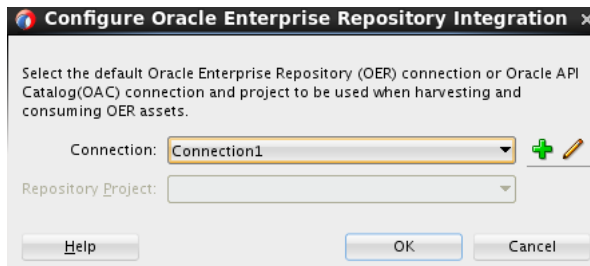 Configure Oracle Enterprise Repository Integration
Select the default Oracle Enterprise Repository (OER) connection or Oracle API
Catalog(OAC) connection and project to be used when harvesting and
consuming OER assets.
Connection: Connection1
Repository Project:
Help OK Cancel